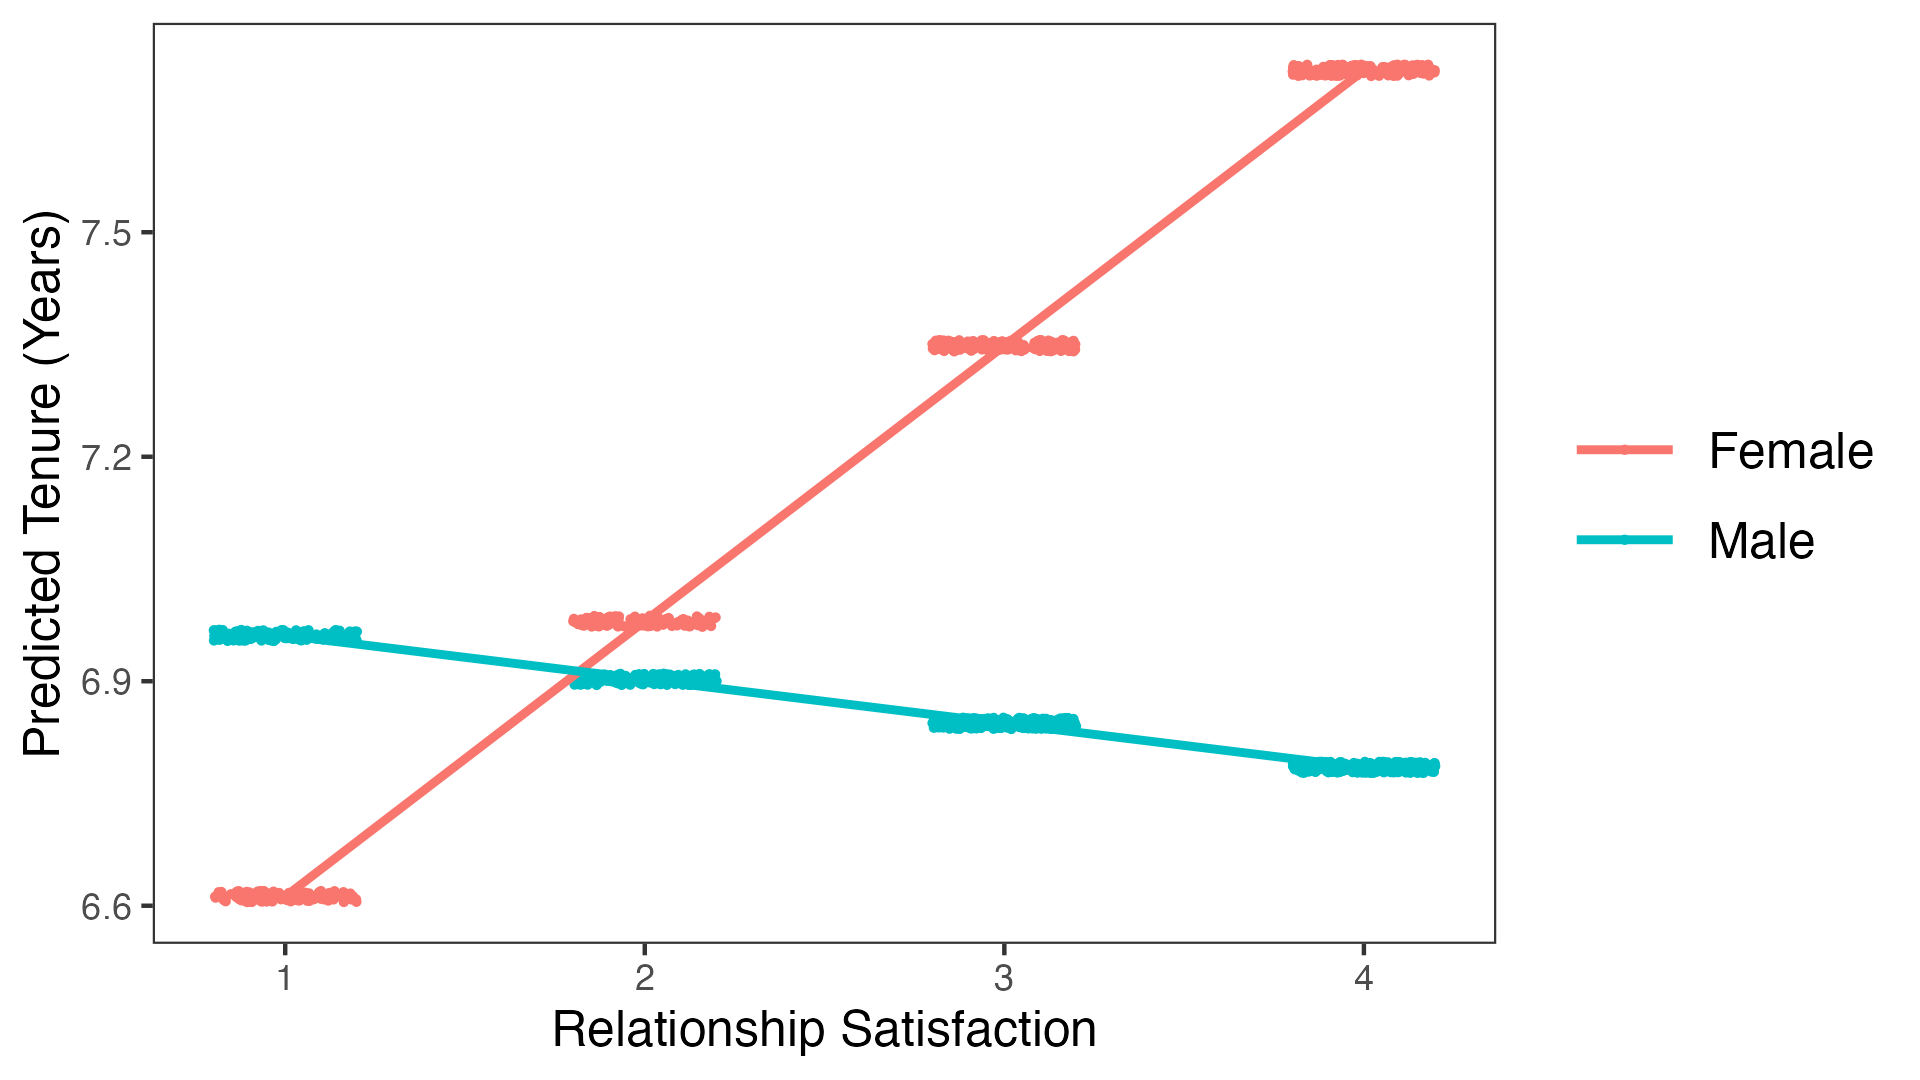 Predicted Tenure (Years)
7.5
7.2
6.9
6.6
1 2 3 4
Relationship Satisfaction
Female
Male